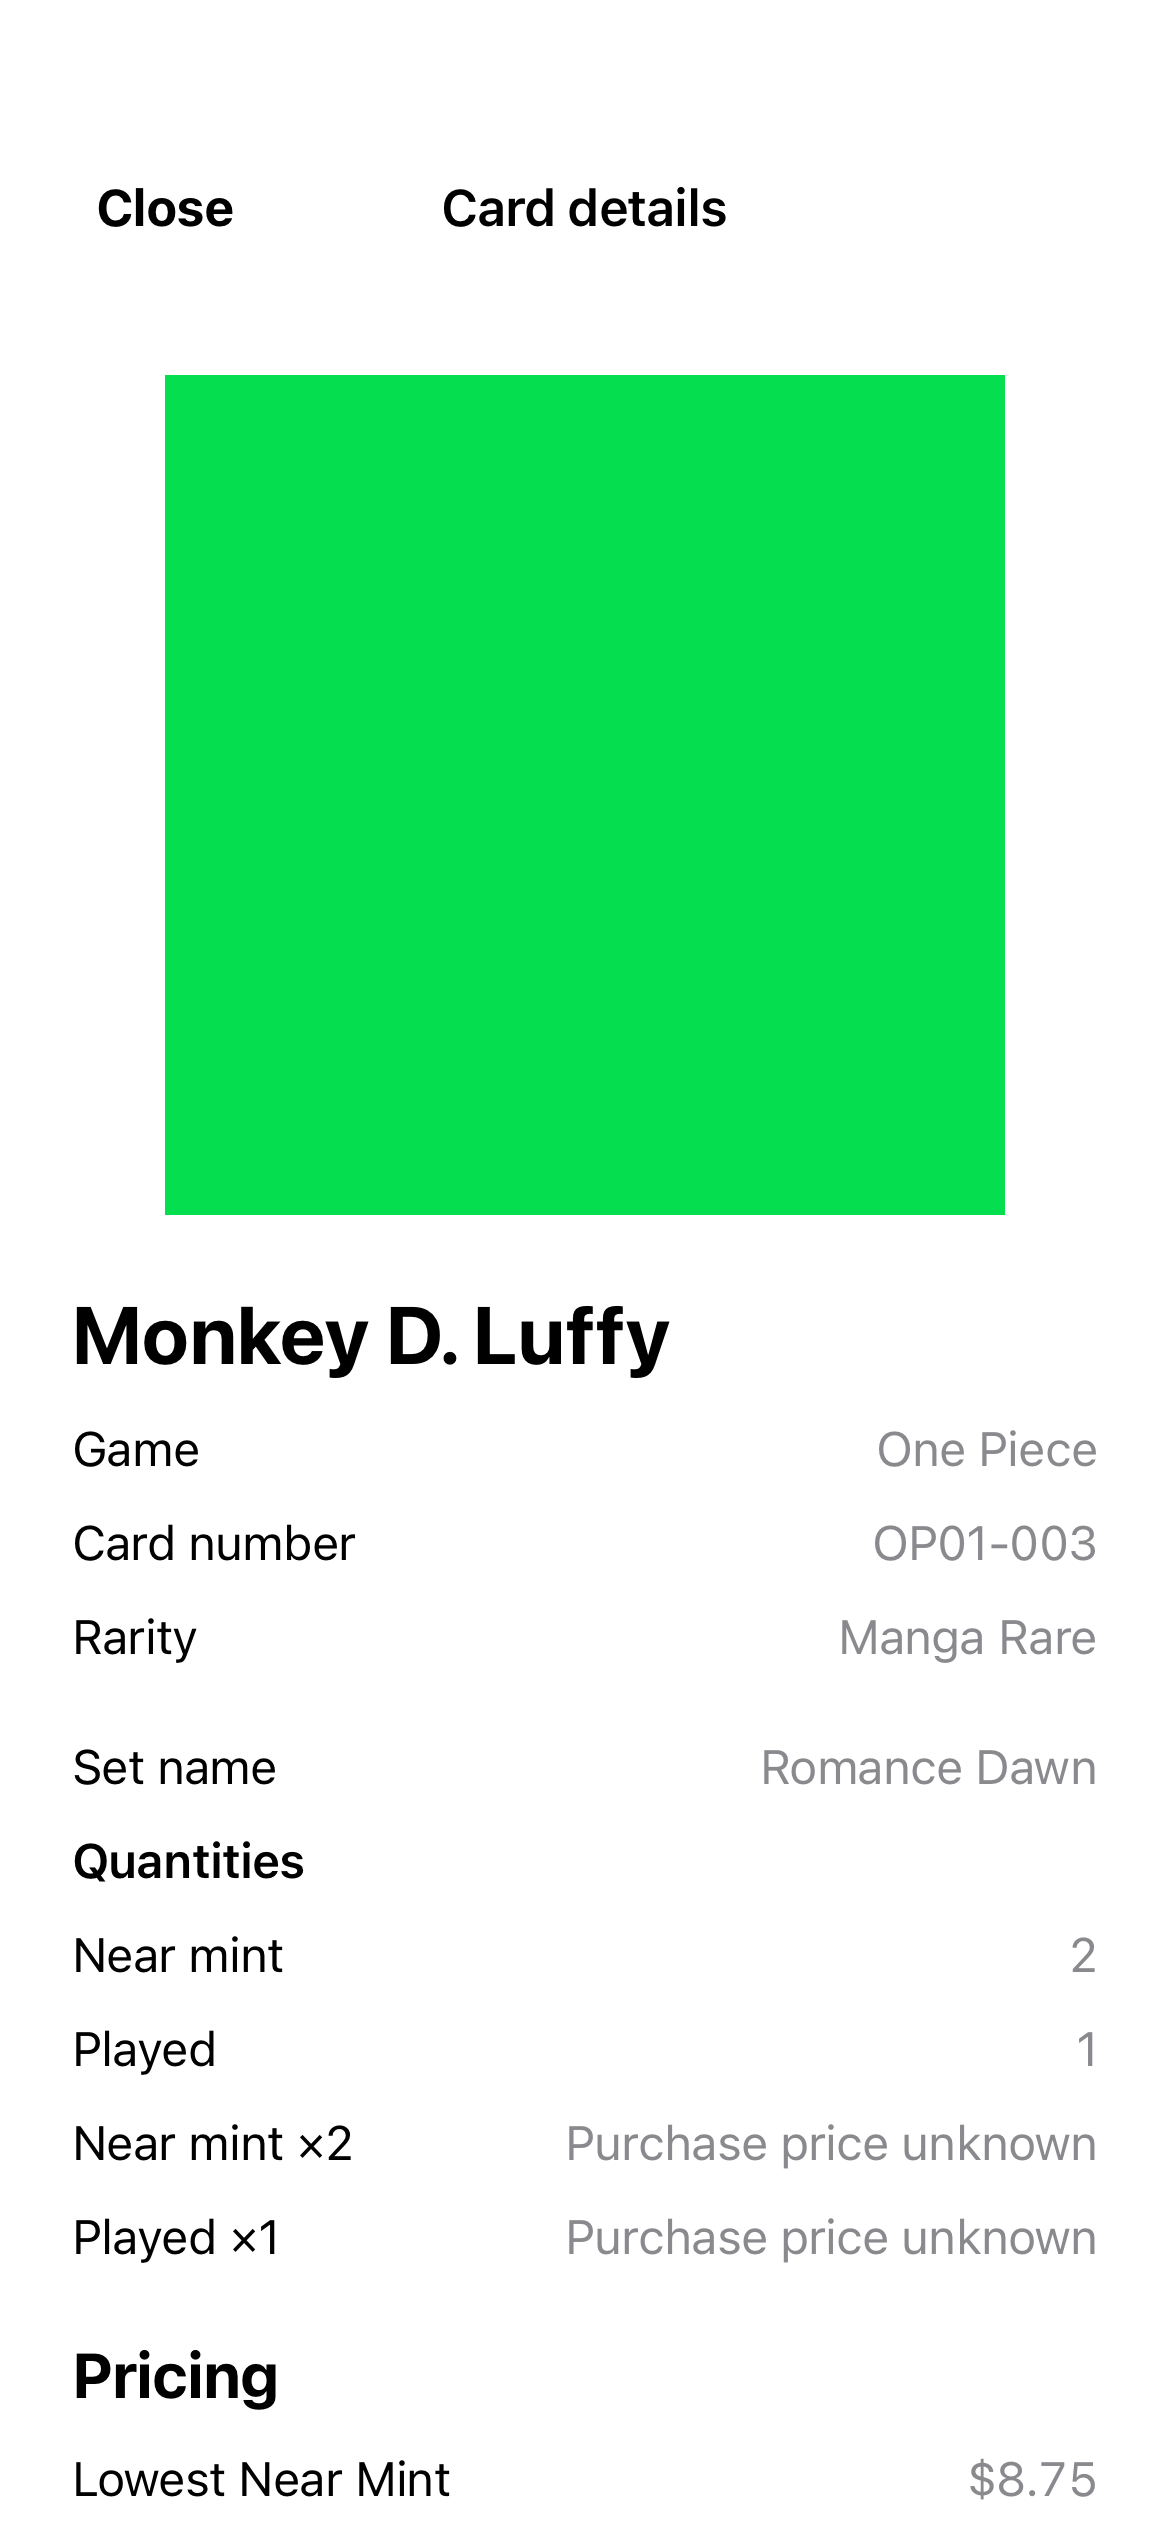 Close Card details
Monkey D. Luffy
Game One Piece
Card number OP01-003
Rarity Manga Rare
Set name Romance Dawn
Quantities
Near mint 2
Played 1
Near mint ×2 Purchase price unknown
Played ×1 Purchase price unknown
Pricing
Lowest Near Mint $8.75